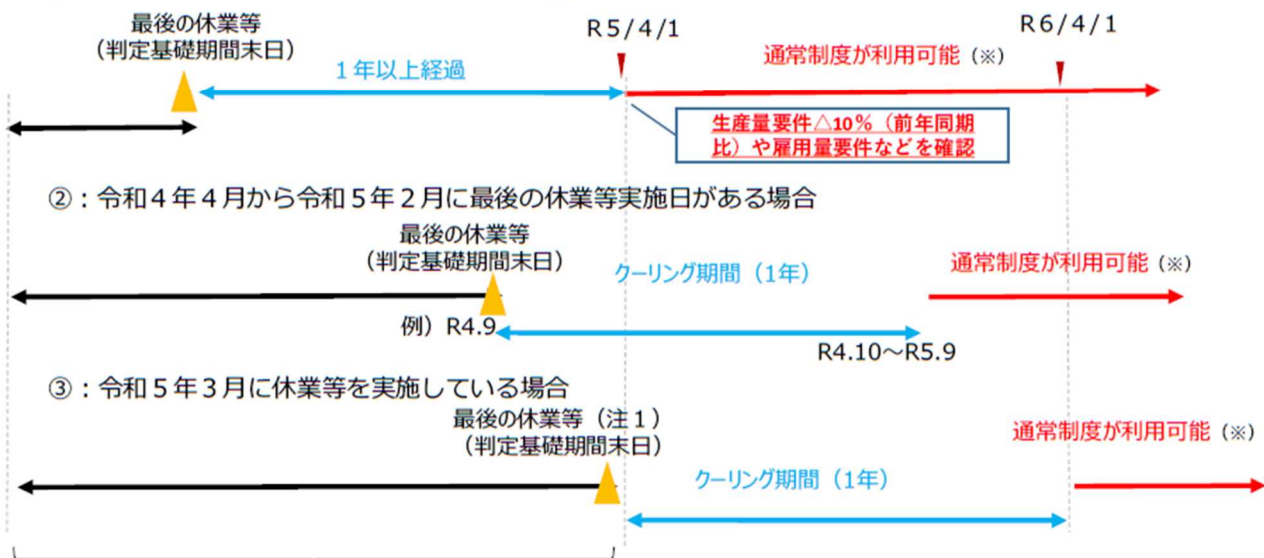 最後の休業等
(判定基礎期間末日)
R5/4/1
R6/4/1
1年以上経過
通常制度が利用可能(※)
生産量要件△10%(前年同期
比)や雇用量要件などを確認
②:令和4年4月から令和5年2月に最後の休業等実施日がある場合
最後の休業等
(判定基礎期間末日)
クーリング期間(1年)
通常制度が利用可能(※)
例)R4.9
R4.10~R5.9
③:令和5年3月に休業等を実施している場合
最後の休業等(注1)
(判定基礎期間末日)
クーリング期間(1年)
通常制度が利用可能(※)